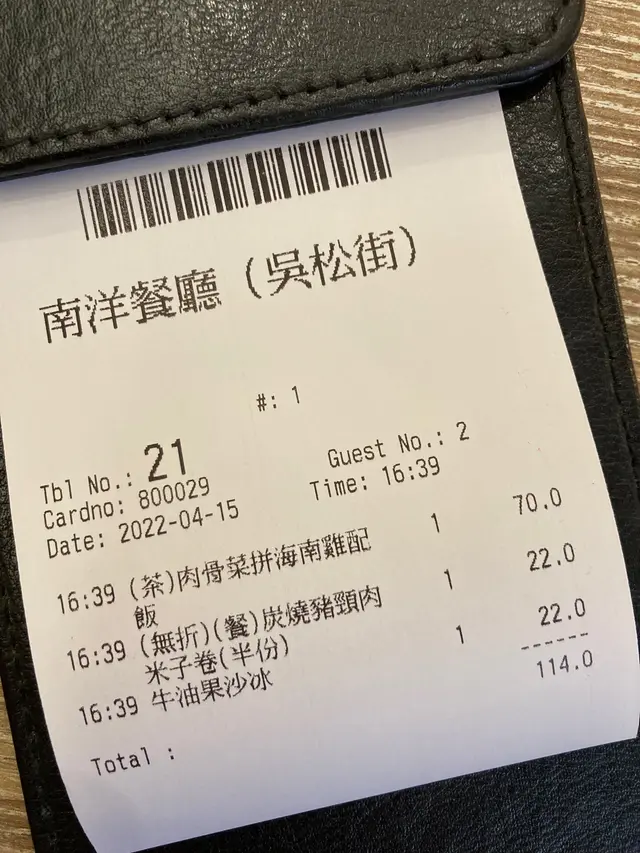 南洋餐廳 (吳松街)
#: 1
Tbl No.: 21 Guest No.: 2
Cardno: 800029 Time: 16:39
Date: 2022-04-15
16:39 (茶)肉骨菜拼海南雞配 1 70.0
飯
16:39 (無折)(餐)炭燒豬頸肉 1 22.0
米子卷(半份)
16:39 牛油果沙冰 1 22.0
------
Total : 114.0